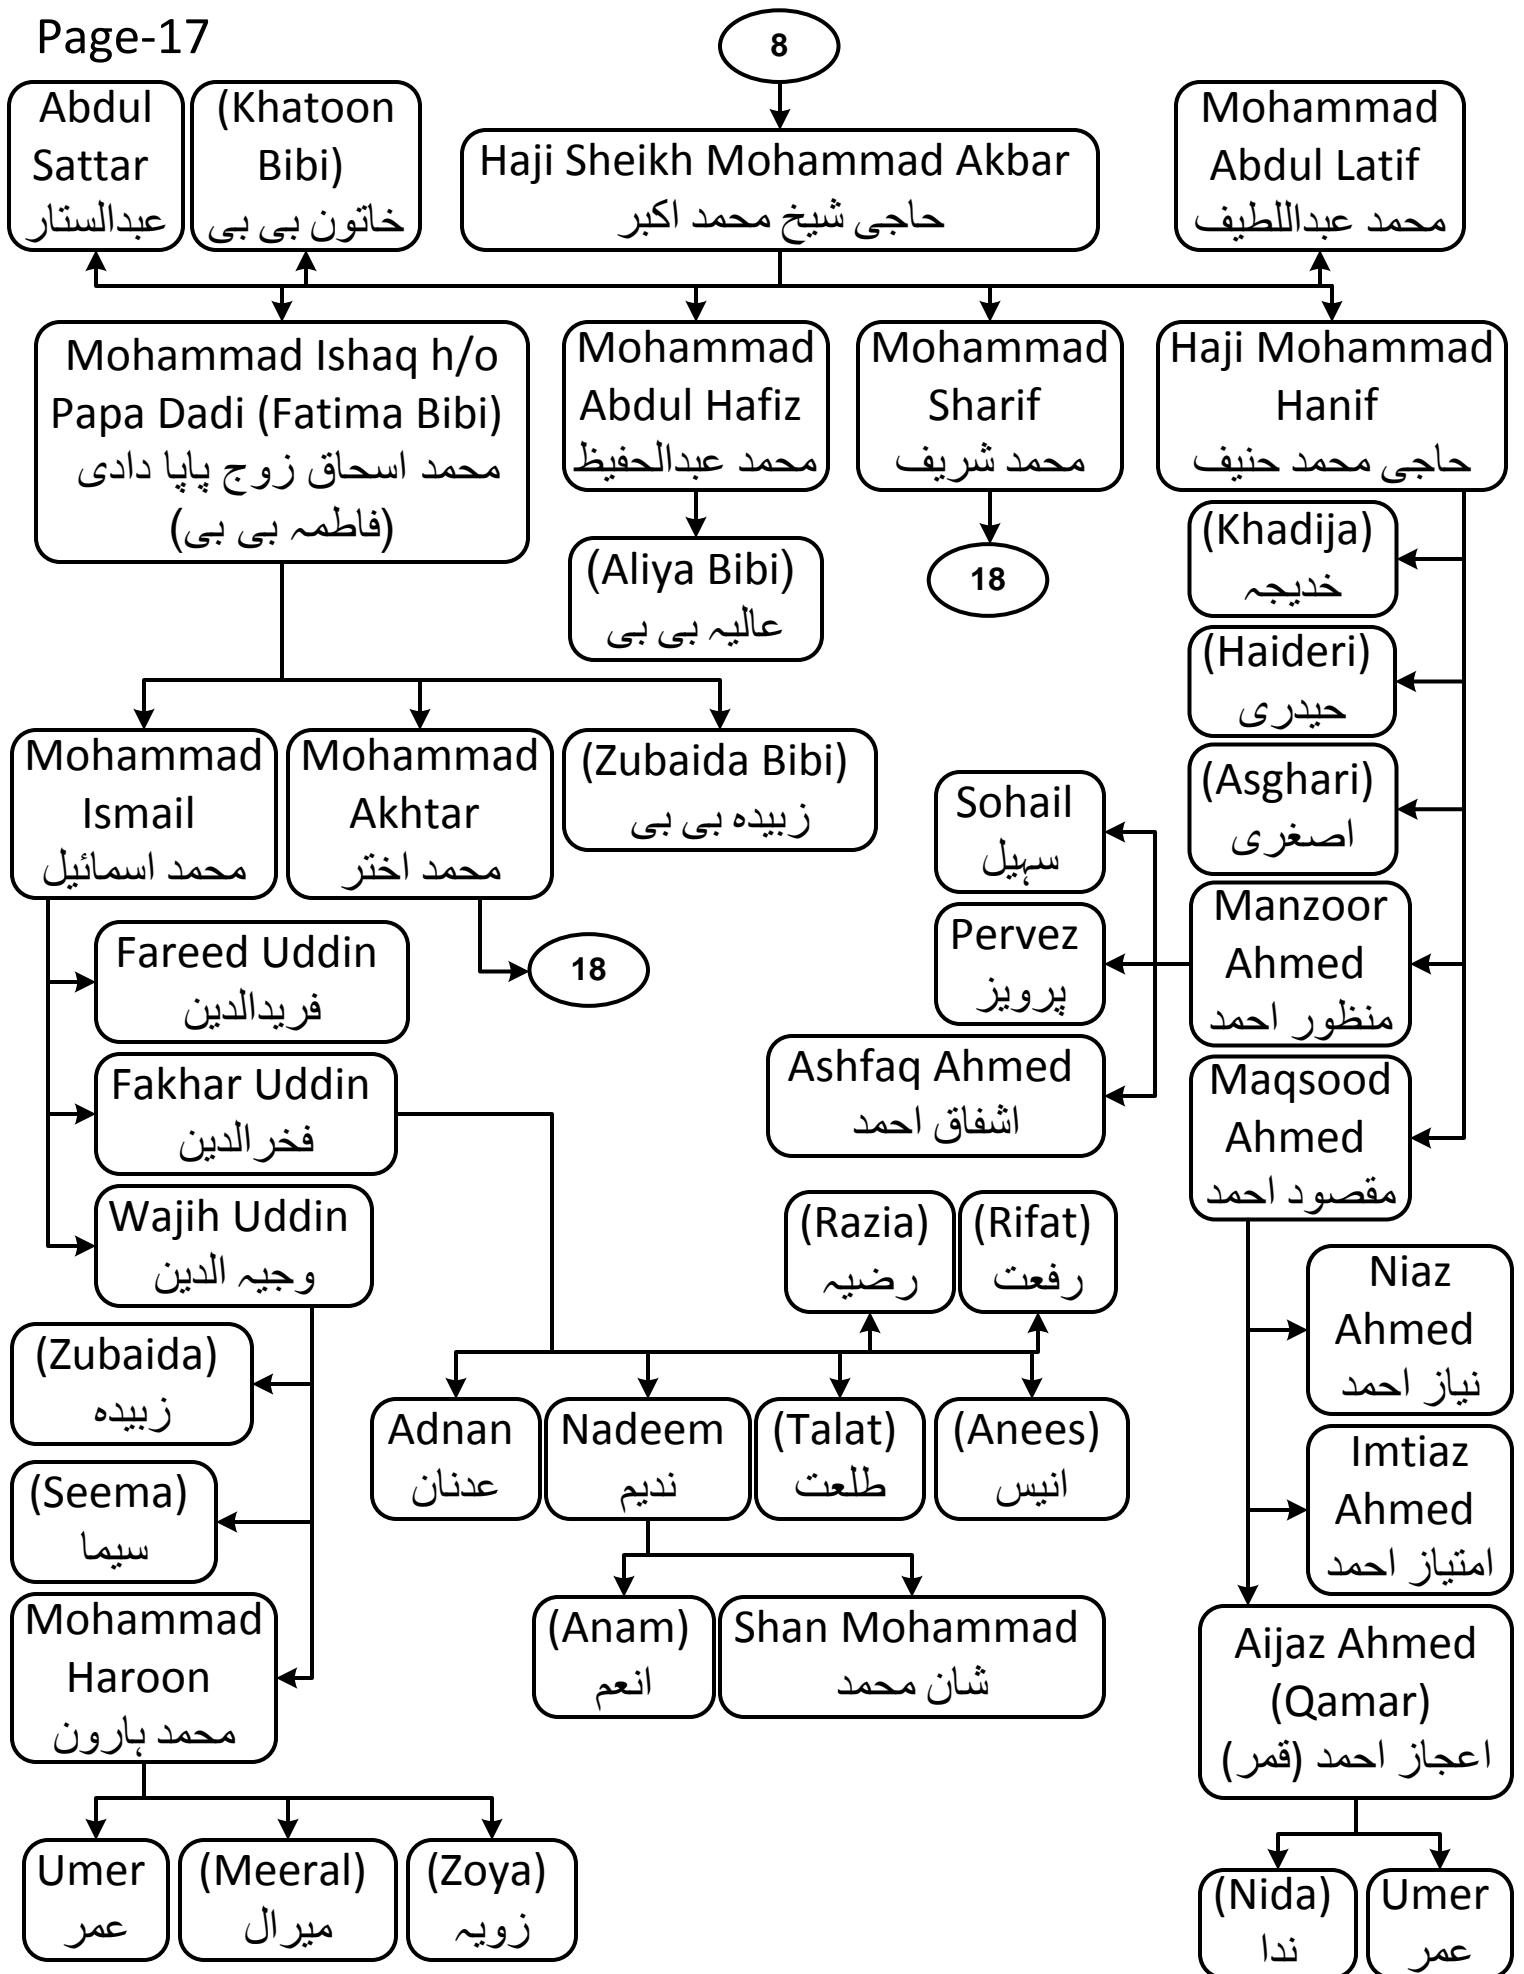 Page-17
8
Abdul
Sattar
عبدالستار
(Khatoon
Bibi)
خاتون بی بی
Haji Sheikh Mohammad Akbar
حاجی شیخ محمد اکبر
Mohammad
Abdul Latif
محمد عبداللطیف
Mohammad Ishaq h/o
Papa Dadi (Fatima Bibi)
محمد اسحاق زوج پاپا دادی
(فاطمہ بی بی)
Mohammad
Abdul Hafiz
محمد عبدالحفیظ
Mohammad
Sharif
محمد شریف
Haji Mohammad
Hanif
حاجی محمد حنیف
(Aliya Bibi)
عالیہ بی بی
18
(Khadija)
خدیجہ
(Haideri)
حیدری
(Asghari)
اصغری
Mohammad
Ismail
محمد اسمائیل
Mohammad
Akhtar
محمد اختر
(Zubaida Bibi)
زبیدہ بی بی
Sohail
سہیل
Pervez
پرویز
Ashfaq Ahmed
اشفاق احمد
Manzoor
Ahmed
منظور احمد
Maqsood
Ahmed
مقصود احمد
Fareed Uddin
فریدالدین
18
Fakhar Uddin
فخرالدین
Wajih Uddin
وجیہ الدین
(Razia)
رضیہ
(Rifat)
رفعت
Niaz
Ahmed
نیاز احمد
Imtiaz
Ahmed
امتیاز احمد
(Zubaida)
زبیدہ
(Seema)
سیما
Mohammad
Haroon
محمد ہارون
Adnan
عدنان
Nadeem
ندیم
(Talat)
طلعت
(Anees)
انیس
(Anam)
انعم
Shan Mohammad
شان محمد
Aijaz Ahmed
(Qamar)
اعجاز احمد (قمر)
Umer
عمر
(Meeral)
میرال
(Zoya)
زویہ
(Nida)
ندا
Umer
عمر